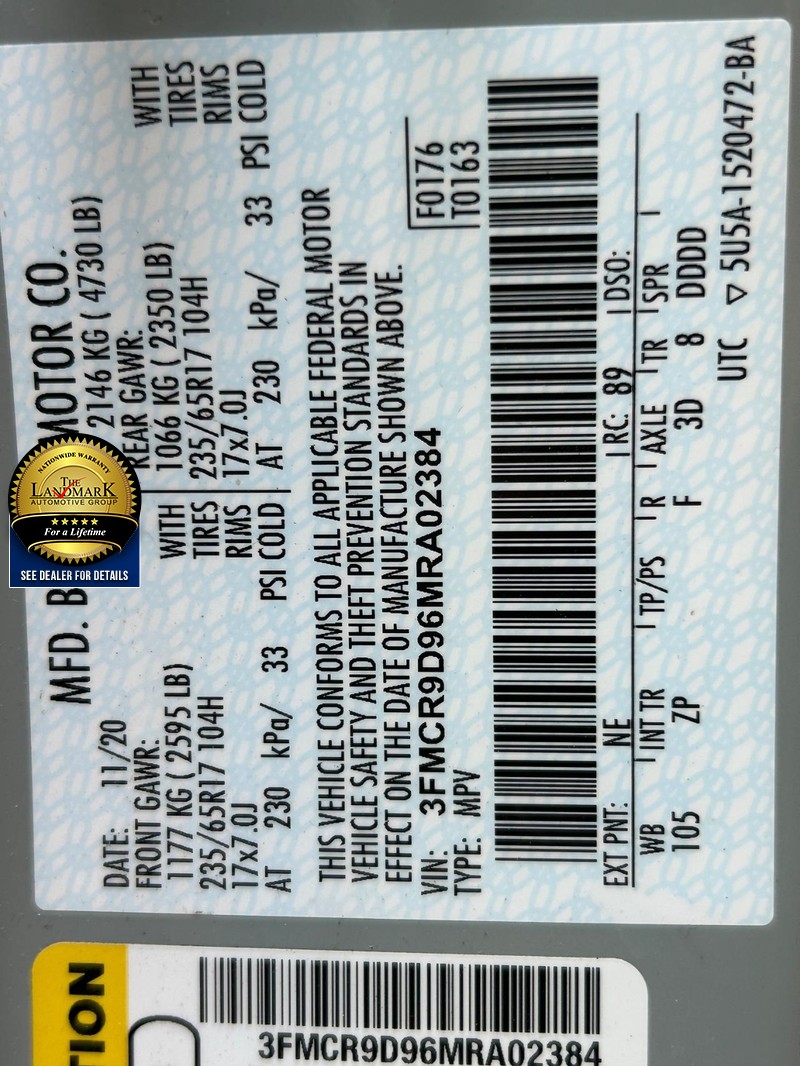 MFD. B MOTOR CO.
DATE: 11/20
2146 KG ( 4730 LB)
FRONT GAWR:
REAR GAWR:
1177 KG ( 2595 LB) WITH
1066 KG ( 2350 LB) WITH
235/65R17 104H TIRES
235/65R17 104H TIRES
17x7.0J RIMS
17x7.0J RIMS
AT 230 kPa/ 33 PSI COLD
AT 230 kPa/ 33 PSI COLD
THIS VEHICLE CONFORMS TO ALL APPLICABLE FEDERAL MOTOR
VEHICLE SAFETY AND THEFT PREVENTION STANDARDS IN
EFFECT ON THE DATE OF MANUFACTURE SHOWN ABOVE.
VIN: 3FMCR9D96MRA02384
TYPE: MPV
F0176
T0163
EXT PNT: NE RC: 89 DSO:
WB INT TR TP/PS R AXLE TR SPR
105 ZP F 3D 8 DDDD
UTC ▽ 5U5A-1520472-BA
TION
3FMCR9D96MRA02384
NATIONWIDE WARRANTY
THE
LANDMARK
AUTOMOTIVE GROUP
For a Lifetime
SEE DEALER FOR DETAILS